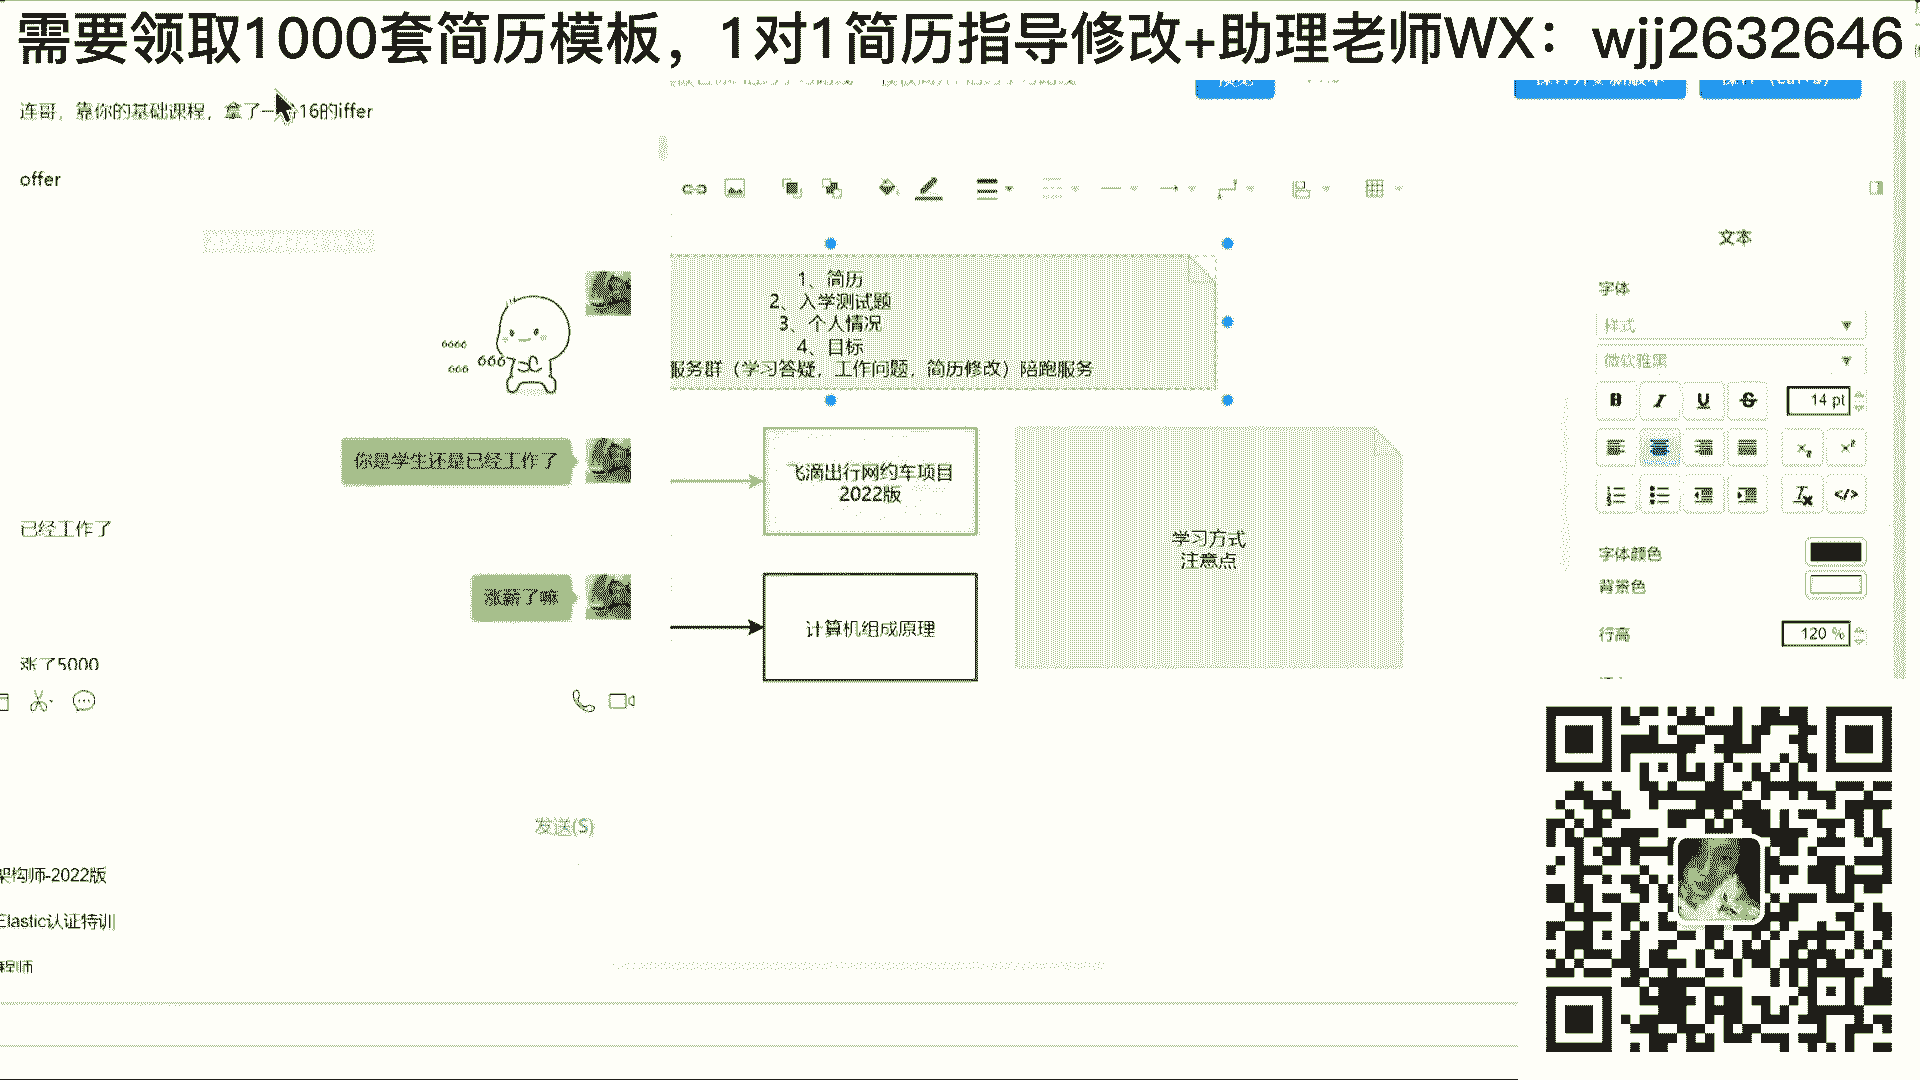 需要领取1000套简历模板，1对1简历指导修改+助理老师WX：wjj2632646
连哥，靠你的基础课程，拿了一 16的iffer
offer
6666
666
666
你是学生还是已经工作了
已经工作了
涨薪了嘛
涨了5000
发送(S)
架构师-2022版
Elastic认证特训
1、简历
2、入学测试题
3、个人情况
4、目标
服务群（学习答疑，工作问题，简历修改）陪跑服务
飞滴出行网约车项目
2022版
计算机组成原理
学习方式
注意点
文本
字体
样式
微软雅黑
14 pt
字体颜色
背景色
行高
120 %